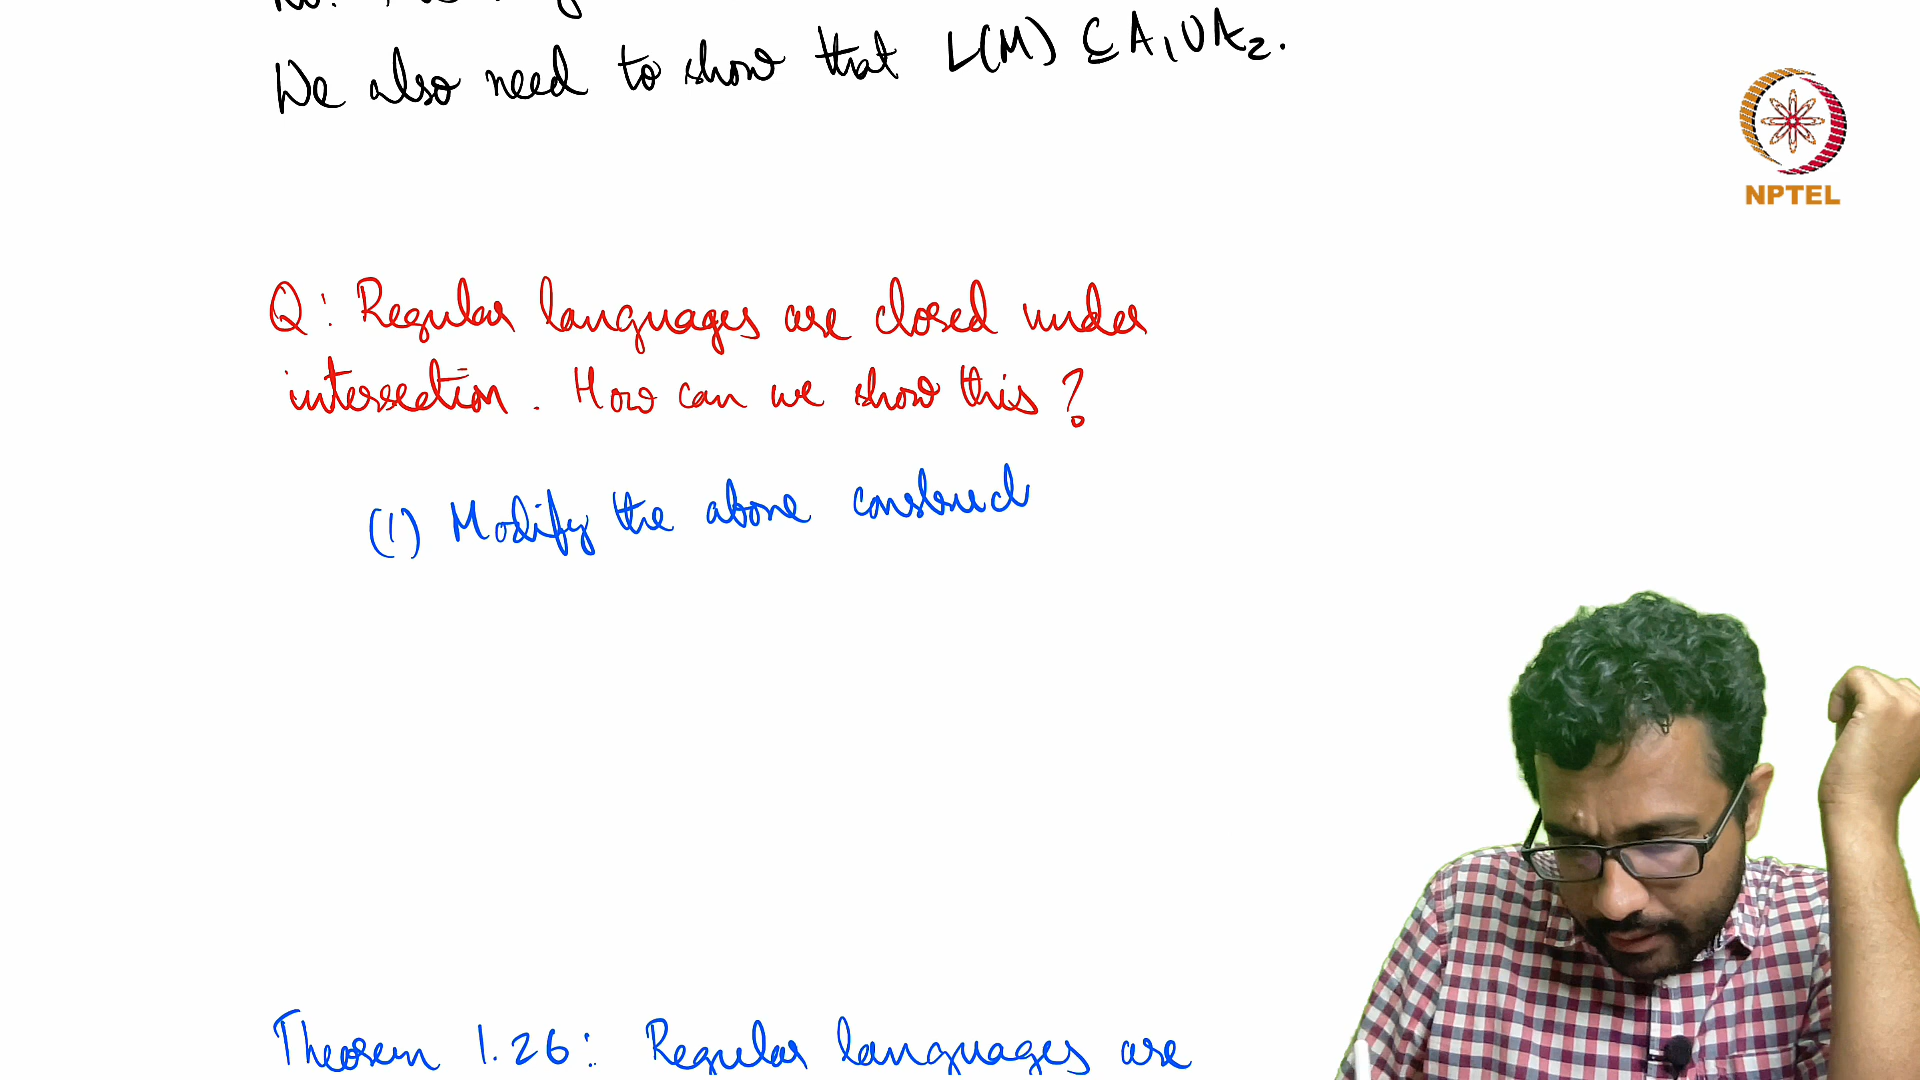 We also need to show that L(M) ⊆ A₁ ∪ A₂.
NPTEL
Q: Regular languages are closed under
intersection. How can we show this?
(1) Modify the above construct
Theorem 1.26: Regular languages are